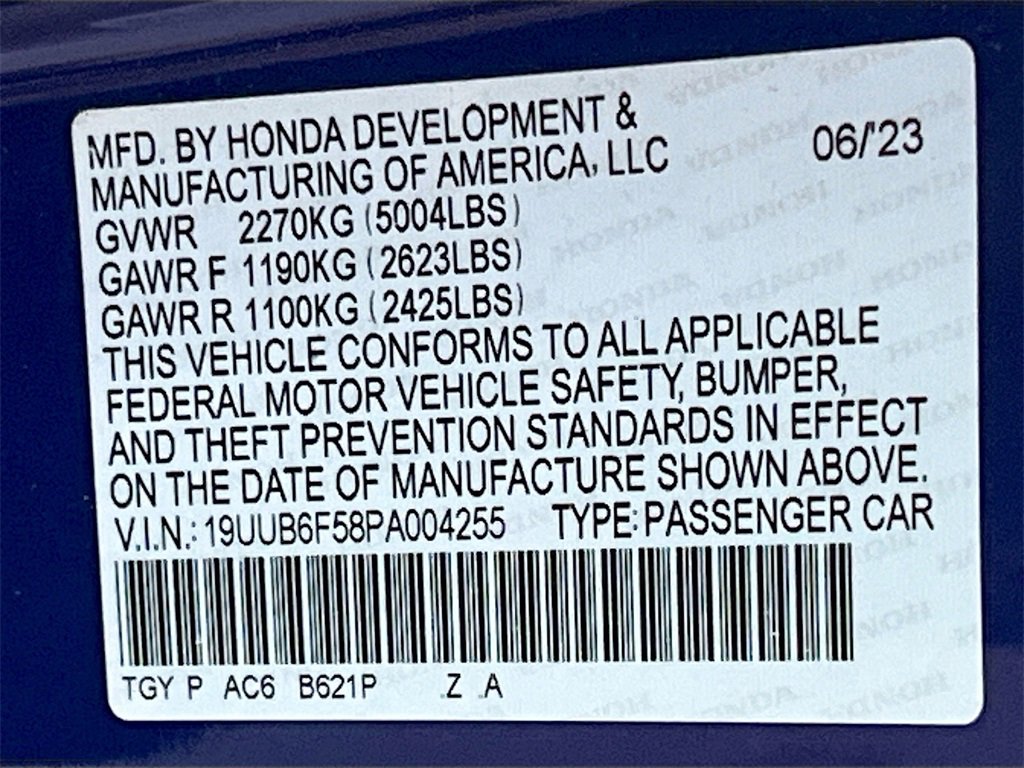 MFD. BY HONDA DEVELOPMENT &
MANUFACTURING OF AMERICA, LLC 06/'23
GVWR 2270KG (5004LBS)
GAWR F 1190KG (2623LBS)
GAWR R 1100KG (2425LBS)
THIS VEHICLE CONFORMS TO ALL APPLICABLE
FEDERAL MOTOR VEHICLE SAFETY, BUMPER,
AND THEFT PREVENTION STANDARDS IN EFFECT
ON THE DATE OF MANUFACTURE SHOWN ABOVE.
V.I.N.: 19UUB6F58PA004255 TYPE: PASSENGER CAR
TGY P AC6 B621P .Z .A